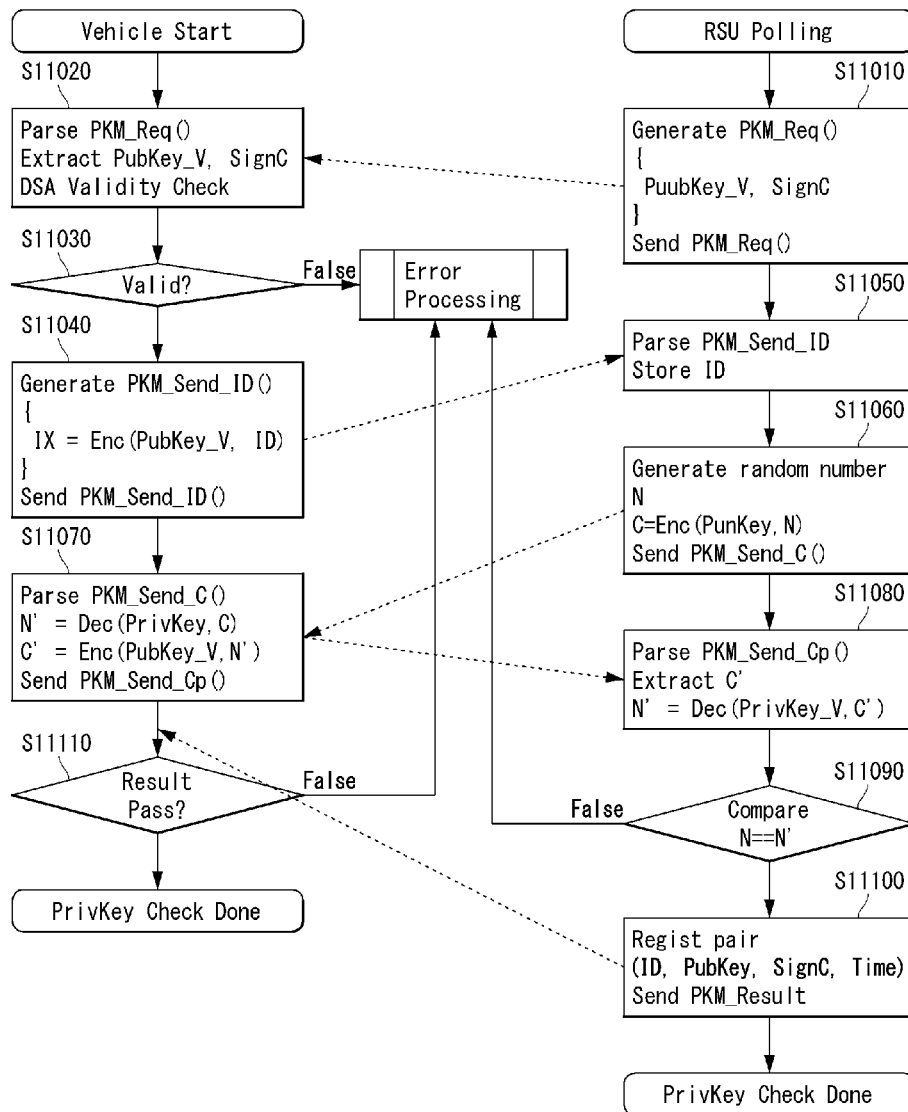 Vehicle Start
S11020
Parse PKM_Req()
Extract PubKey_V, SignC
DSA Validity Check
S11030
Valid?
False
Error
Processing
S11040
Generate PKM_Send_ID()
{
IX = Enc(PubKey_V, ID)
}
Send PKM_Send_ID()
S11070
Parse PKM_Send_C()
N' = Dec(PrivKey,C)
C' = Enc(PubKey_V,N')
Send PKM_Send_Cp()
S11110
Result
Pass?
False
PrivKey Check Done
RSU Polling
S11010
Generate PKM_Req()
{
PuubKey_V, SignC
}
Send PKM_Req()
S11050
Parse PKM_Send_ID
Store ID
S11060
Generate random number
N
C=Enc(PunKey,N)
Send PKM_Send_C()
S11080
Parse PKM_Send_Cp()
Extract C'
N' = Dec(PrivKey_V,C')
S11090
False
Compare
N==N'
S11100
Regist pair
(ID, PubKey, SignC, Time)
Send PKM_Result
PrivKey Check Done